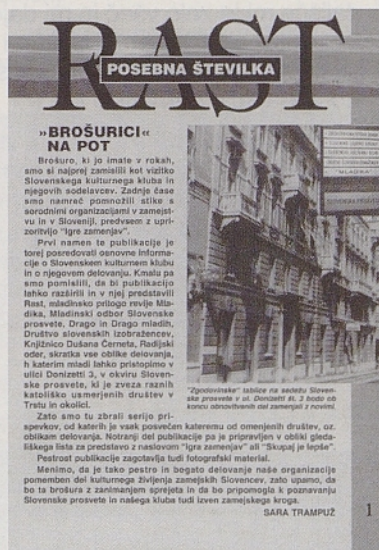 RAST
POSEBNA ŠTEVILKA
»BROŠURICI«
NA POT
Brošuro, ki jo imate v rokah,
smo si najprej zamislili kot vizitko
Slovenskega kulturnega kluba in
njegovih sodelavcev. Zadnje čase
smo namreč pomnožili stike s
sorodnimi organizacijami v zamejst-
vu in v Sloveniji, predvsem z upri-
zoritvijo "Igre zamenjav".
Prvi namen te publikacije je
torej posredovati osnovne informa-
cije o Slovenskem kulturnem klubu
in o njegovem delovanju. Kmalu pa
smo pomislili, da bi publikacijo
lahko razširili in v njej predstavili
Rast, mladinsko prilogo revije Mla-
dika, Mladinski odbor Slovenske
prosvete, Drago in Drago mladih,
Društvo slovenskih izobražencev,
Knjižnico Dušana Černeta, Radijski
oder, skratka vse oblike delovanja,
h katerim mladi lahko pristopimo v
ulici Donizetti 3, v okviru Sloven-
ske prosvete, ki je zveza raznih
katoliško usmerjenih društev v
Trstu in okolici.
Zato smo tu zbrali serijo pri-
spevkov, od katerih je vsak posvečen kateremu od omenjenih društev, oz.
oblikam delovanja. Notranji del publikacije pa je pripravljen v obliki gleda-
liškega lista za predstavo z naslovom "Igra zamenjav" ali "Skupaj je lepše".
Pestrost publikacije zagotavlja tudi fotografski material.
Menimo, da je tako pestro in bogato delovanje naše organizacije
pomemben del kulturnega življenja zamejskih Slovencev, zato upamo, da
bo ta brošura z zanimanjem sprejeta in da bo pripomogla k poznavanju
Slovenske prosvete in našega kluba tudi izven zamejskega kroga.
SARA TRAMPUŽ
"MLADIKA"
"Zgodovinske" tablice na sedežu Sloven-
ske prosvete v ul. Donizetti št. 3 bodo ob
koncu obnovitvenih del zamenjali z novimi.
1